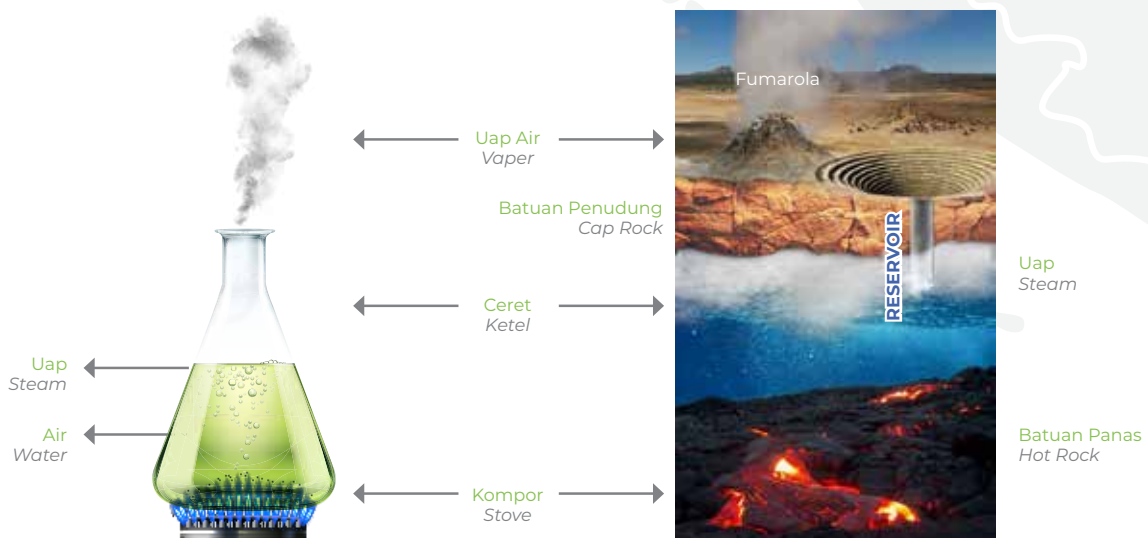 Fumarola
Uap Air
Vaper
Batuan Penudung
Cap Rock
RESERVOIR
Uap
Steam
Ceret
Ketel
Uap
Steam
Air
Water
Batuan Panas
Hot Rock
Kompor
Stove